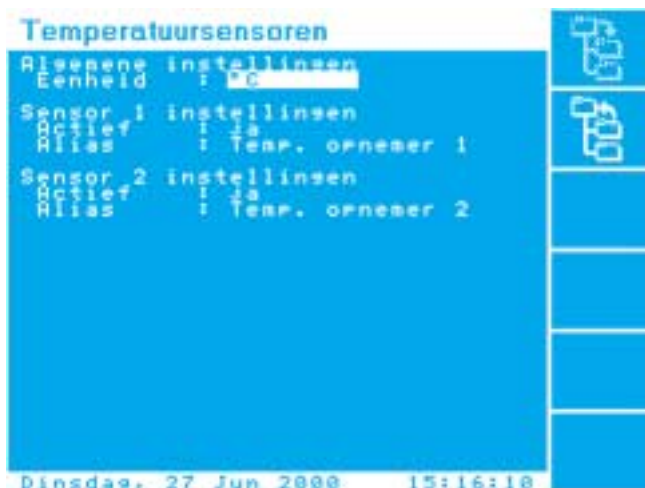 Temperatuursensoren
Algemene instellingen
Eenheid : °C
Sensor 1 instellingen
Actief : ja
Alias : Temp. opnemer 1
Sensor 2 instellingen
Actief : ja
Alias : Temp. opnemer 2
Dinsdag, 27 Jun 2000 15:16:10